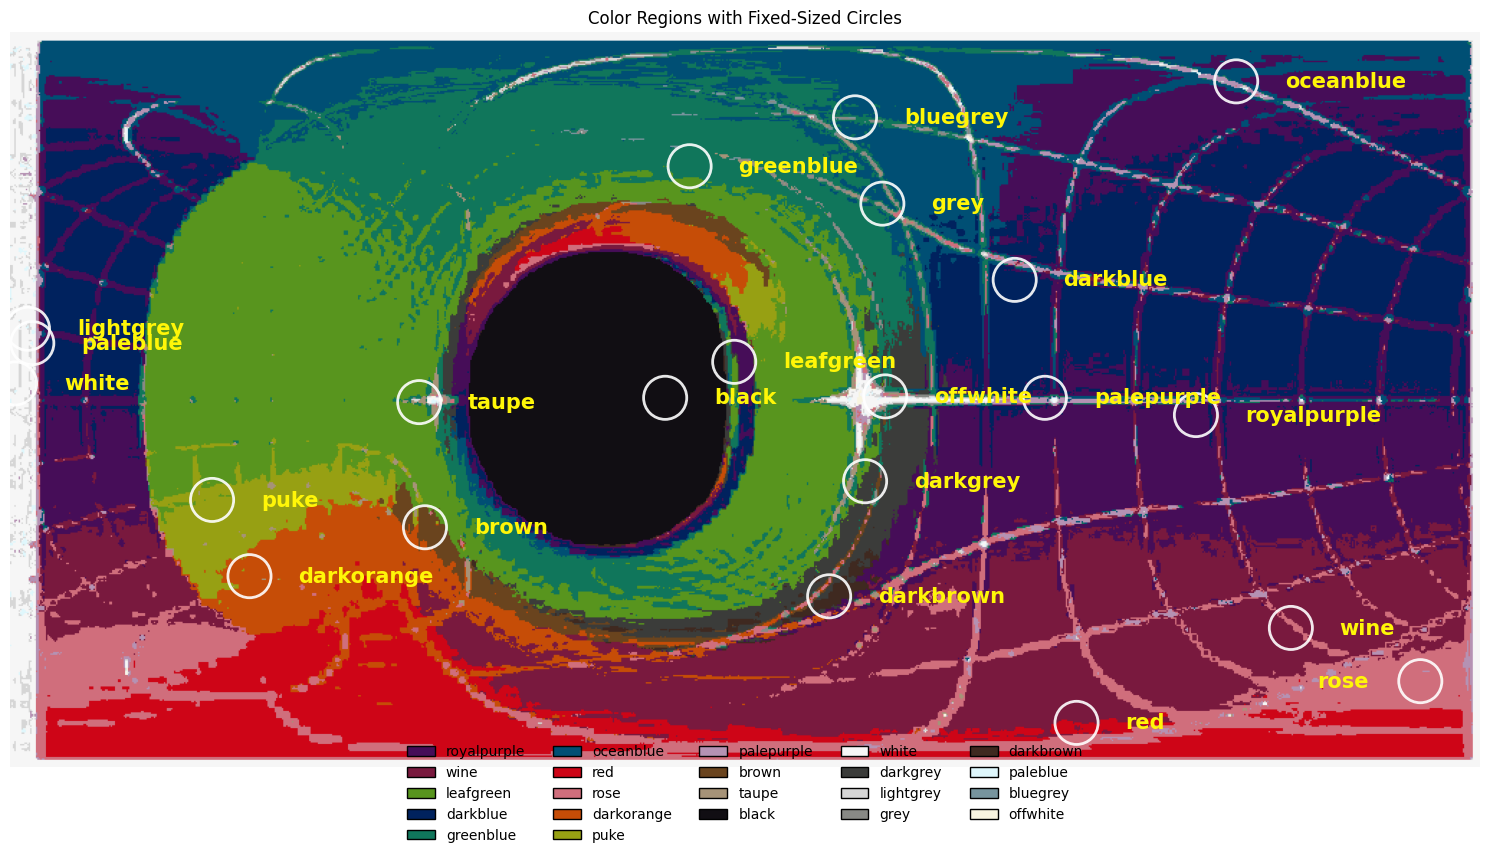 Color Regions with Fixed-Sized Circles
oceanblue
bluegrey
greenblue
grey
darkblue
lightgrey
paleblue
leafgreen
white
taupe
black
offwhite
palepurple
royalpurple
darkgrey
puke
brown
darkorange
darkbrown
wine
rose
red
royalpurple oceanblue palepurple white darkbrown
wine red brown darkgrey paleblue
leafgreen rose taupe lightgrey bluegrey
darkblue darkorange black grey offwhite
greenblue puke